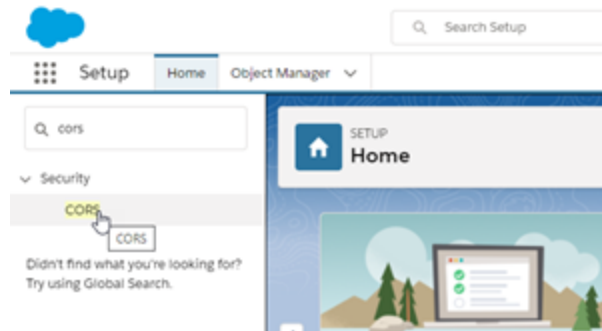 Search Setup
Setup Home Object Manager
cors
SETUP
Home
Security
CORS
CORS
Didn't find what you're looking for?
Try using Global Search.